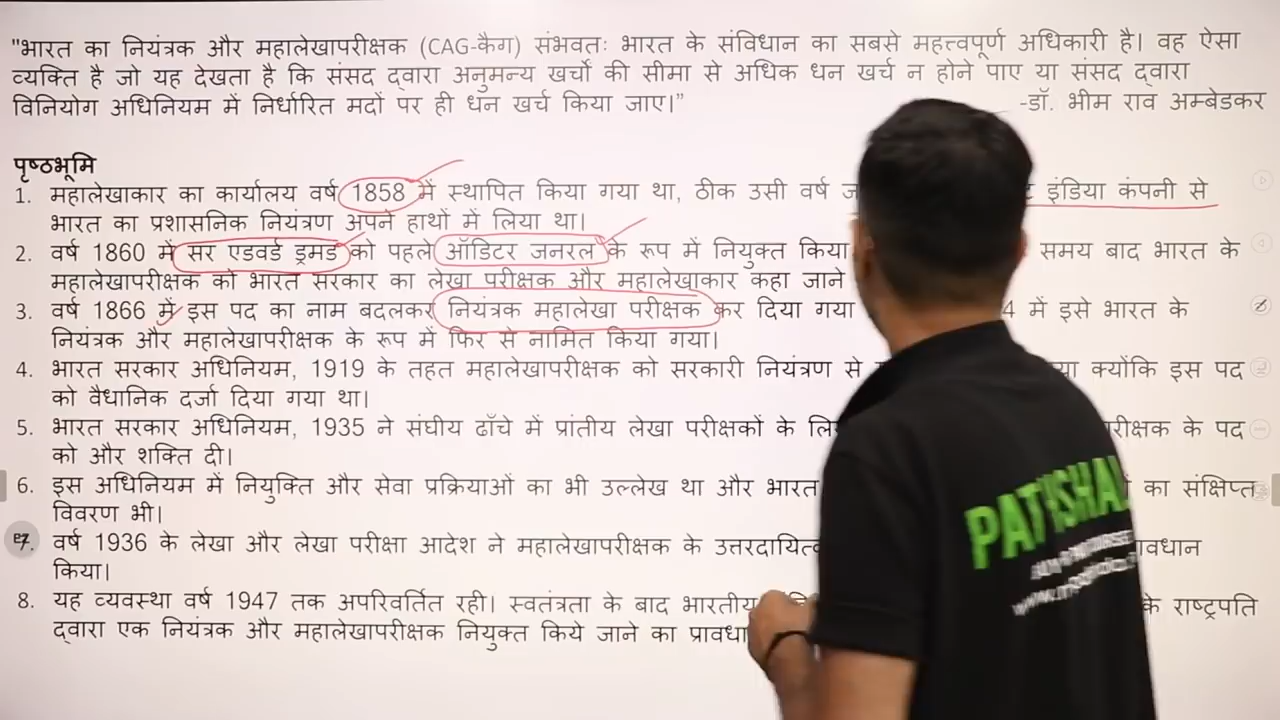 "भारत का नियंत्रक और महालेखापरीक्षक (CAG-कैग) संभवतः भारत के संविधान का सबसे महत्त्वपूर्ण अधिकारी है। वह ऐसा
व्यक्ति है जो यह देखता है कि संसद द्वारा अनुमन्य खर्चों की सीमा से अधिक धन खर्च न होने पाए या संसद द्वारा
विनियोग अधिनियम में निर्धारित मदों पर ही धन खर्च किया जाए।”
-डॉ. भीम राव अम्बेडकर
पृष्ठभूमि
1. महालेखाकार का कार्यालय वर्ष 1858 में स्थापित किया गया था, ठीक उसी वर्ष इंडिया कंपनी से
भारत का प्रशासनिक नियंत्रण अपने हाथों में लिया था।
2. वर्ष 1860 में सर एडवर्ड ड्रमंड को पहले ऑडिटर जनरल के रूप में नियुक्त किया समय बाद भारत के
महालेखापरीक्षक को भारत सरकार का लेखा परीक्षक और महालेखाकार कहा जाने
3. वर्ष 1866 में इस पद का नाम बदलकर नियंत्रक महालेखा परीक्षक कर दिया गया 4 में इसे भारत के
नियंत्रक और महालेखापरीक्षक के रूप में फिर से नामित किया गया।
4. भारत सरकार अधिनियम, 1919 के तहत महालेखापरीक्षक को सरकारी नियंत्रण से क्योंकि इस पद
को वैधानिक दर्जा दिया गया था।
5. भारत सरकार अधिनियम, 1935 ने संघीय ढाँचे में प्रांतीय लेखा परीक्षकों के के पद
को और शक्ति दी।
6. इस अधिनियम में नियुक्ति और सेवा प्रक्रियाओं का भी उल्लेख था और भारत का संक्षिप्त
विवरण भी।
7. वर्ष 1936 के लेखा और लेखा परीक्षा आदेश ने महालेखापरीक्षक के
किया।
8. यह व्यवस्था वर्ष 1947 तक अपरिवर्तित रही। स्वतंत्रता के बाद भारतीय के राष्ट्रपति
द्वारा एक नियंत्रक और महालेखापरीक्षक नियुक्त किये जाने का